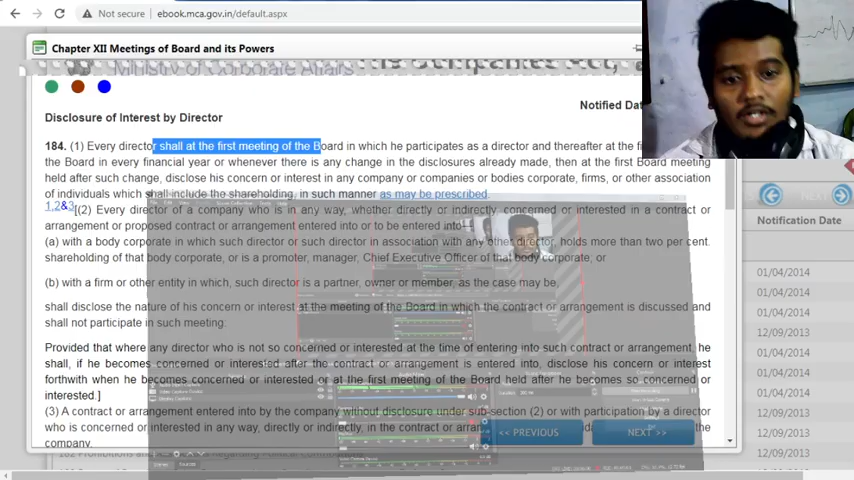 Not secure
ebook.mca.gov.in/default.aspx
Chapter XII Meetings of Board and its Powers
Ministry of Corporate Affairs
Notified Dat
Disclosure of Interest by Director
184. (1) Every director shall at the first meeting of the Board in which he participates as a director and thereafter at the fi
the Board in every financial year or whenever there is any change in the disclosures already made, then at the first Board meeting
held after such change, disclose his concern or interest in any company or companies or bodies corporate, firms, or other association
of individuals which shall include the shareholding, in such manner as may be prescribed.
1,2&3[(2) Every director of a company who is in any way, whether directly or indirectly, concerned or interested in a contract or
arrangement or proposed contract or arrangement entered into or to be entered into—
(a) with a body corporate in which such director or such director in association with any other director, holds more than two per cent.
shareholding of that body corporate, or is a promoter, manager, Chief Executive Officer of that body corporate; or
(b) with a firm or other entity in which, such director is a partner, owner or member, as the case may be,
shall disclose the nature of his concern or interest at the meeting of the Board in which the contract or arrangement is discussed and
shall not participate in such meeting:
Provided that where any director who is not so concerned or interested at the time of entering into such contract or arrangement, he
shall, if he becomes concerned or interested after the contract or arrangement is entered into, disclose his concern or interest
forthwith when he becomes concerned or interested or at the first meeting of the Board held after he becomes so concerned or
interested.]
(3) A contract or arrangement entered into by the company without disclosure under sub-section (2) or with participation by a director
who is concerned or interested in any way, directly or indirectly, in the contract or
company.
<< PREVIOUS
NEXT >>
NEXT
Notification Date
01/04/2014
01/04/2014
01/04/2014
12/09/2013
01/04/2014
01/04/2014
01/04/2014
12/09/2013
12/09/2013
12/09/2013